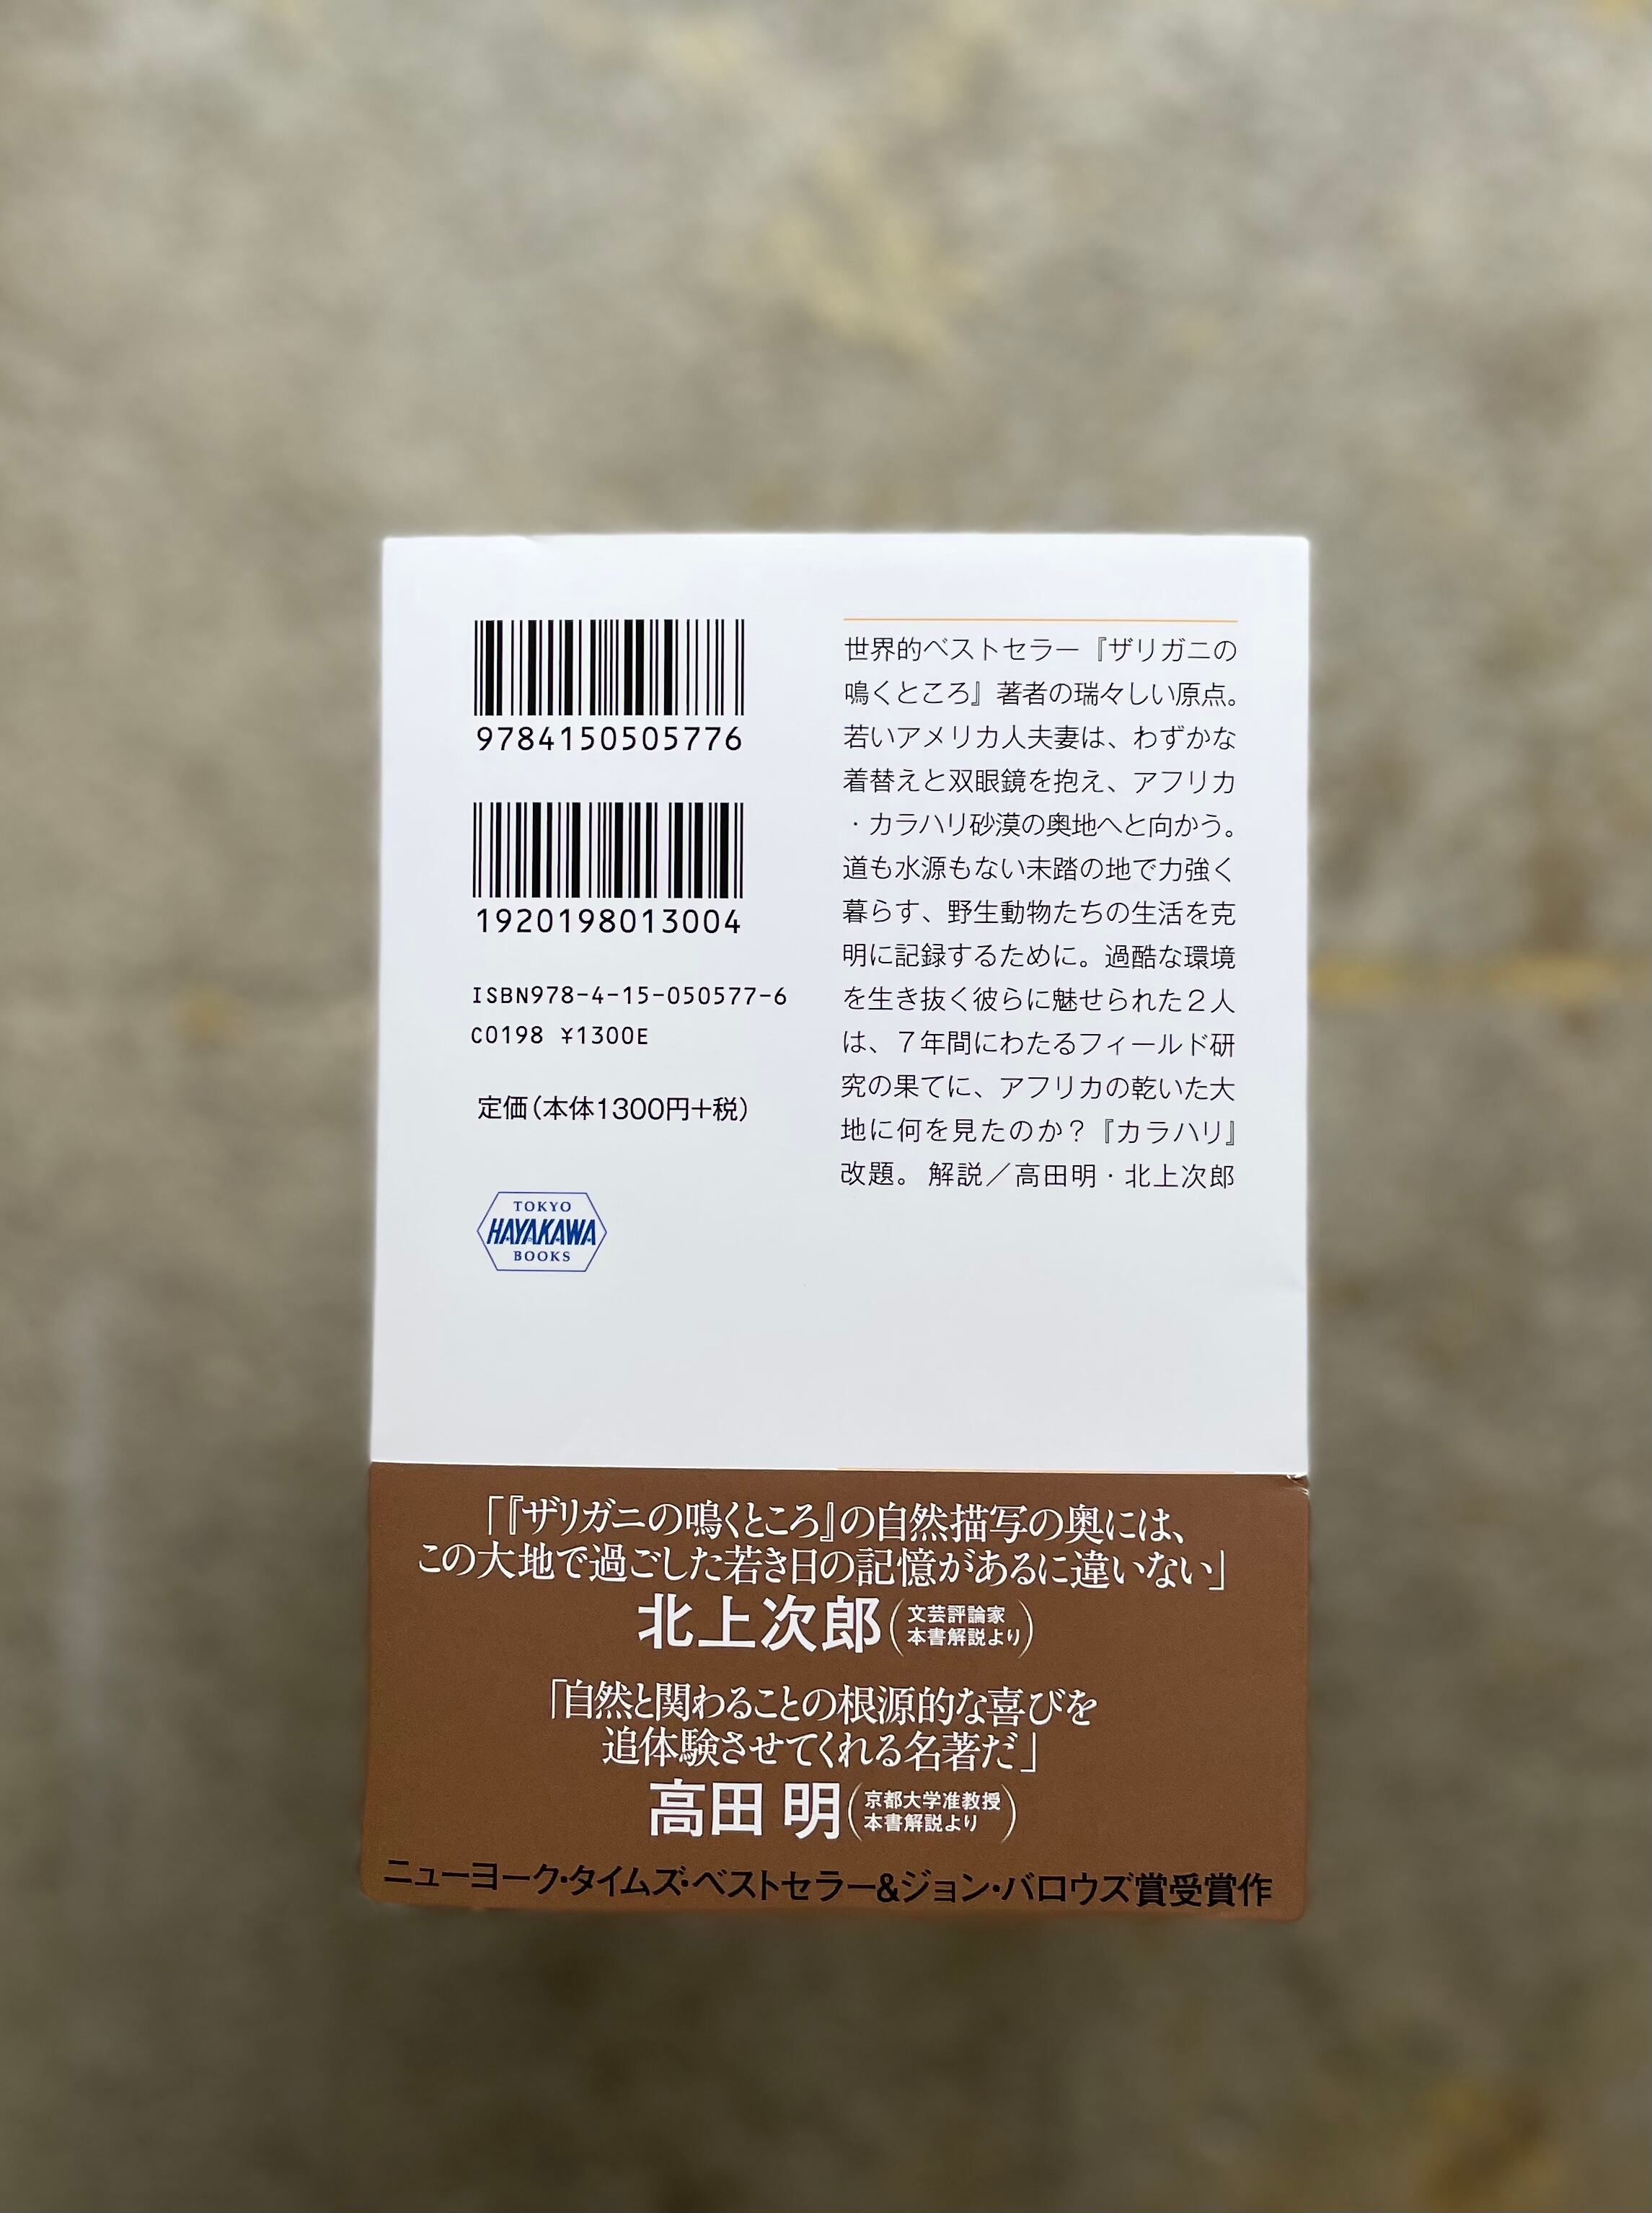 9784150505776
1920198013004
ISBN978-4-15-050577-6
C0198 ¥1300E
定価(本体1300円+税)
TOKYO
HAYAKAWA
BOOKS
世界的ベストセラー『ザリガニの
鳴くところ』著者の瑞々しい原点。
若いアメリカ人夫妻は、わずかな
着替えと双眼鏡を抱え、アフリカ
・カラハリ砂漠の奥地へと向かう。
道も水源もない未踏の地で力強く
暮らす、野生動物たちの生活を克
明に記録するために。過酷な環境
を生き抜く彼らに魅せられた2人
は、7年間にわたるフィールド研
究の果てに、アフリカの乾いた大
地に何を見たのか?『カラハリ』
改題。 解説/高田明・北上次郎
「『ザリガニの鳴くところ』の自然描写の奥には、
この大地で過ごした若き日の記憶があるに違いない」
北上次郎(文芸評論家
本書解説より)
「自然と関わることの根源的な喜びを
追体験させてくれる名著だ」
高田 明(京都大学准教授
本書解説より)
ニューヨーク・タイムズ・ベストセラー&ジョン・バロウズ賞受賞作